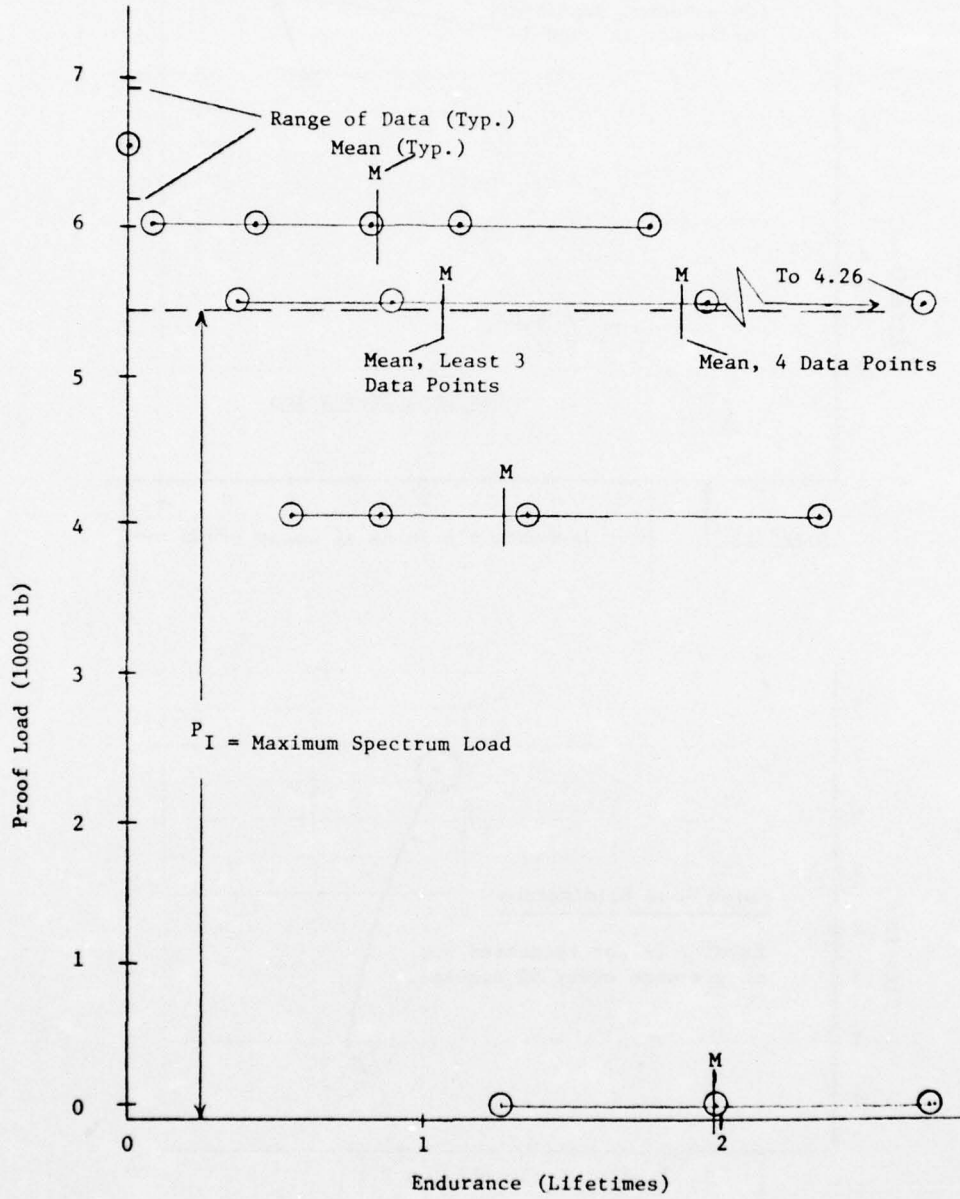 7
Range of Data (Typ.)
Mean (Typ.)
M
6
M
M
To 4.26
Mean, Least 3
Data Points
Mean, 4 Data Points
5
M
4
3
PI = Maximum Spectrum Load
2
1
M
0
0
1
2
Proof Load (1000 lb)
Endurance (Lifetimes)